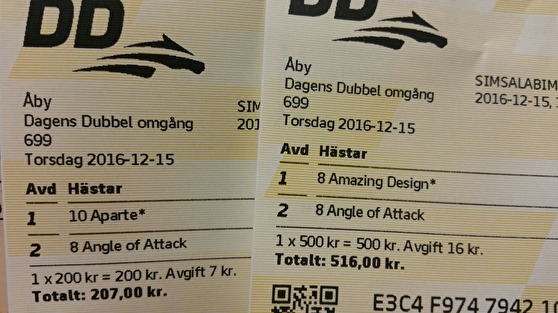 DD
Åby
Dagens Dubbel omgång
699
Torsdag 2016-12-15
Avd Hästar
1 10 Aparte*
2 8 Angle of Attack
1 x 200 kr = 200 kr. Avgift 7 kr.
Totalt: 207,00 kr.
DD
Åby
SIMSALABIM
Dagens Dubbel omgång
2016-12-15,
699
Torsdag 2016-12-15
Avd Hästar
1 8 Amazing Design*
2 8 Angle of Attack
1 x 500 kr = 500 kr. Avgift 16 kr.
Totalt: 516,00 kr.
E3C4 F974 7942